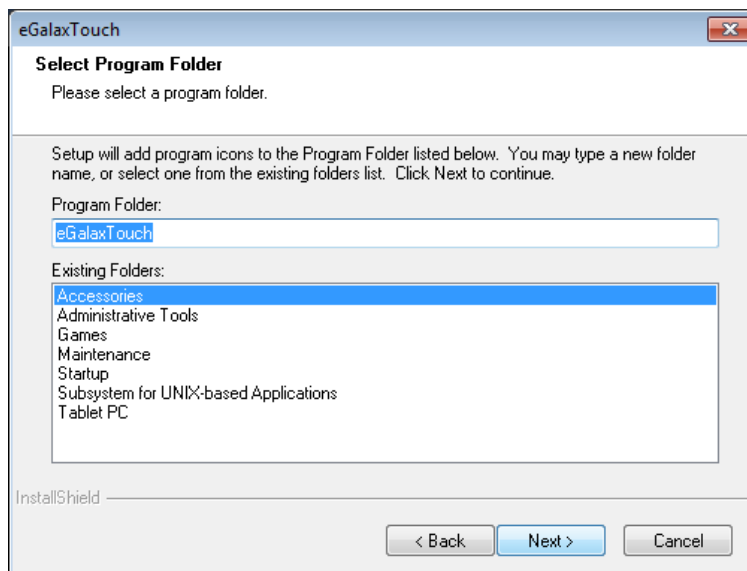 eGalaxTouch
Select Program Folder
Please select a program folder.
Setup will add program icons to the Program Folder listed below. You may type a new folder
name, or select one from the existing folders list. Click Next to continue.
Program Folder:
eGalaxTouch
Existing Folders:
Accessories
Administrative Tools
Games
Maintenance
Startup
Subsystem for UNIX-based Applications
Tablet PC
InstallShield
< Back Next > Cancel